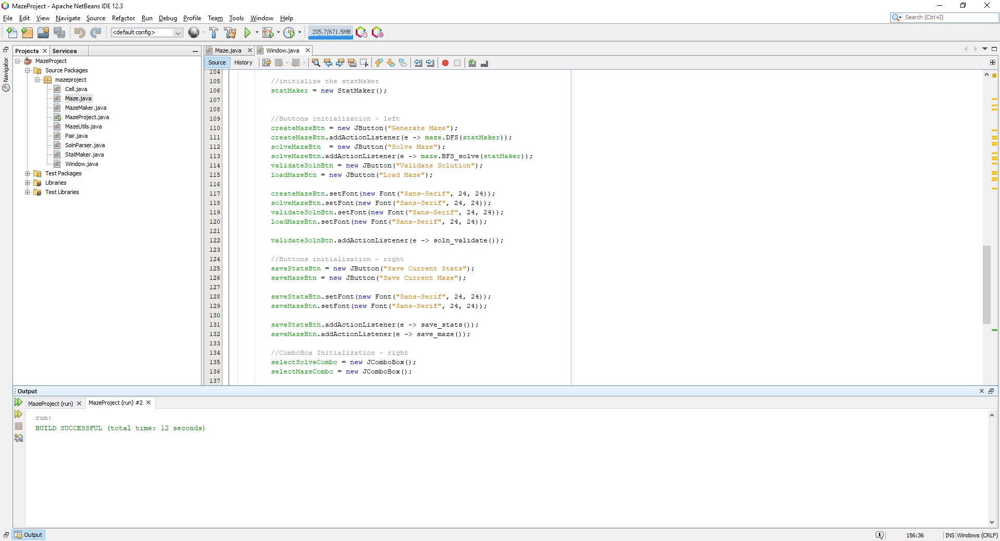 MazeProject - Apache NetBeans IDE 12.3
File Edit View Navigate Source Refactor Run Debug Profile Team Tools Window Help
Search (Ctrl+I)
<default config>
205.7/671.5MB
Projects Services
Navigator
MazeProject
Source Packages
mazeproject
Cell.java
Maze.java
MazeMaker.java
MazeProject.java
MazeUtils.java
Pair.java
SolnParser.java
StatMaker.java
Window.java
Test Packages
Libraries
Test Libraries
Maze.java Window.java
Source History
104
105 //initialize the statMaker
106 statMaker = new StatMaker();
107
108
109 //Buttons initialization - left
110 createMazeBtn = new JButton("Generate Maze");
111 createMazeBtn.addActionListener(e -> maze.DFS(statMaker));
112 solveMazeBtn  = new JButton("Solve Maze");
113 solveMazeBtn.addActionListener(e -> maze.BFS_solve(statMaker));
114 validateSolnBtn = new JButton("Validate Solution");
115 loadMazeBtn = new JButton("Load Maze");
116
117 createMazeBtn.setFont(new Font("Sans-Serif", 24, 24));
118 solveMazeBtn.setFont(new Font("Sans-Serif", 24, 24));
119 validateSolnBtn.setFont(new Font("Sans-Serif", 24, 24));
120 loadMazeBtn.setFont(new Font("Sans-Serif", 24, 24));
121
122 validateSolnBtn.addActionListener(e -> soln_validate());
123
124 //Buttons initialization - right
125 saveStatsBtn = new JButton("Save Current Stats");
126 saveMazeBtn = new JButton("Save Current Maze");
127
128 saveStatsBtn.setFont(new Font("Sans-Serif", 24, 24));
129 saveMazeBtn.setFont(new Font("Sans-Serif", 24, 24));
130
131 saveStatsBtn.addActionListener(e -> save_stats());
132 saveMazeBtn.addActionListener(e -> save_maze());
133
134 //ComboBox Initialization - right
135 selectSolveCombo = new JComboBox();
136 selectMazeCombo = new JComboBox();
137
Output
MazeProject (run) MazeProject (run) #2
run:
BUILD SUCCESSFUL (total time: 12 seconds)
Output
1 156:36 INS Windows (CRLF)